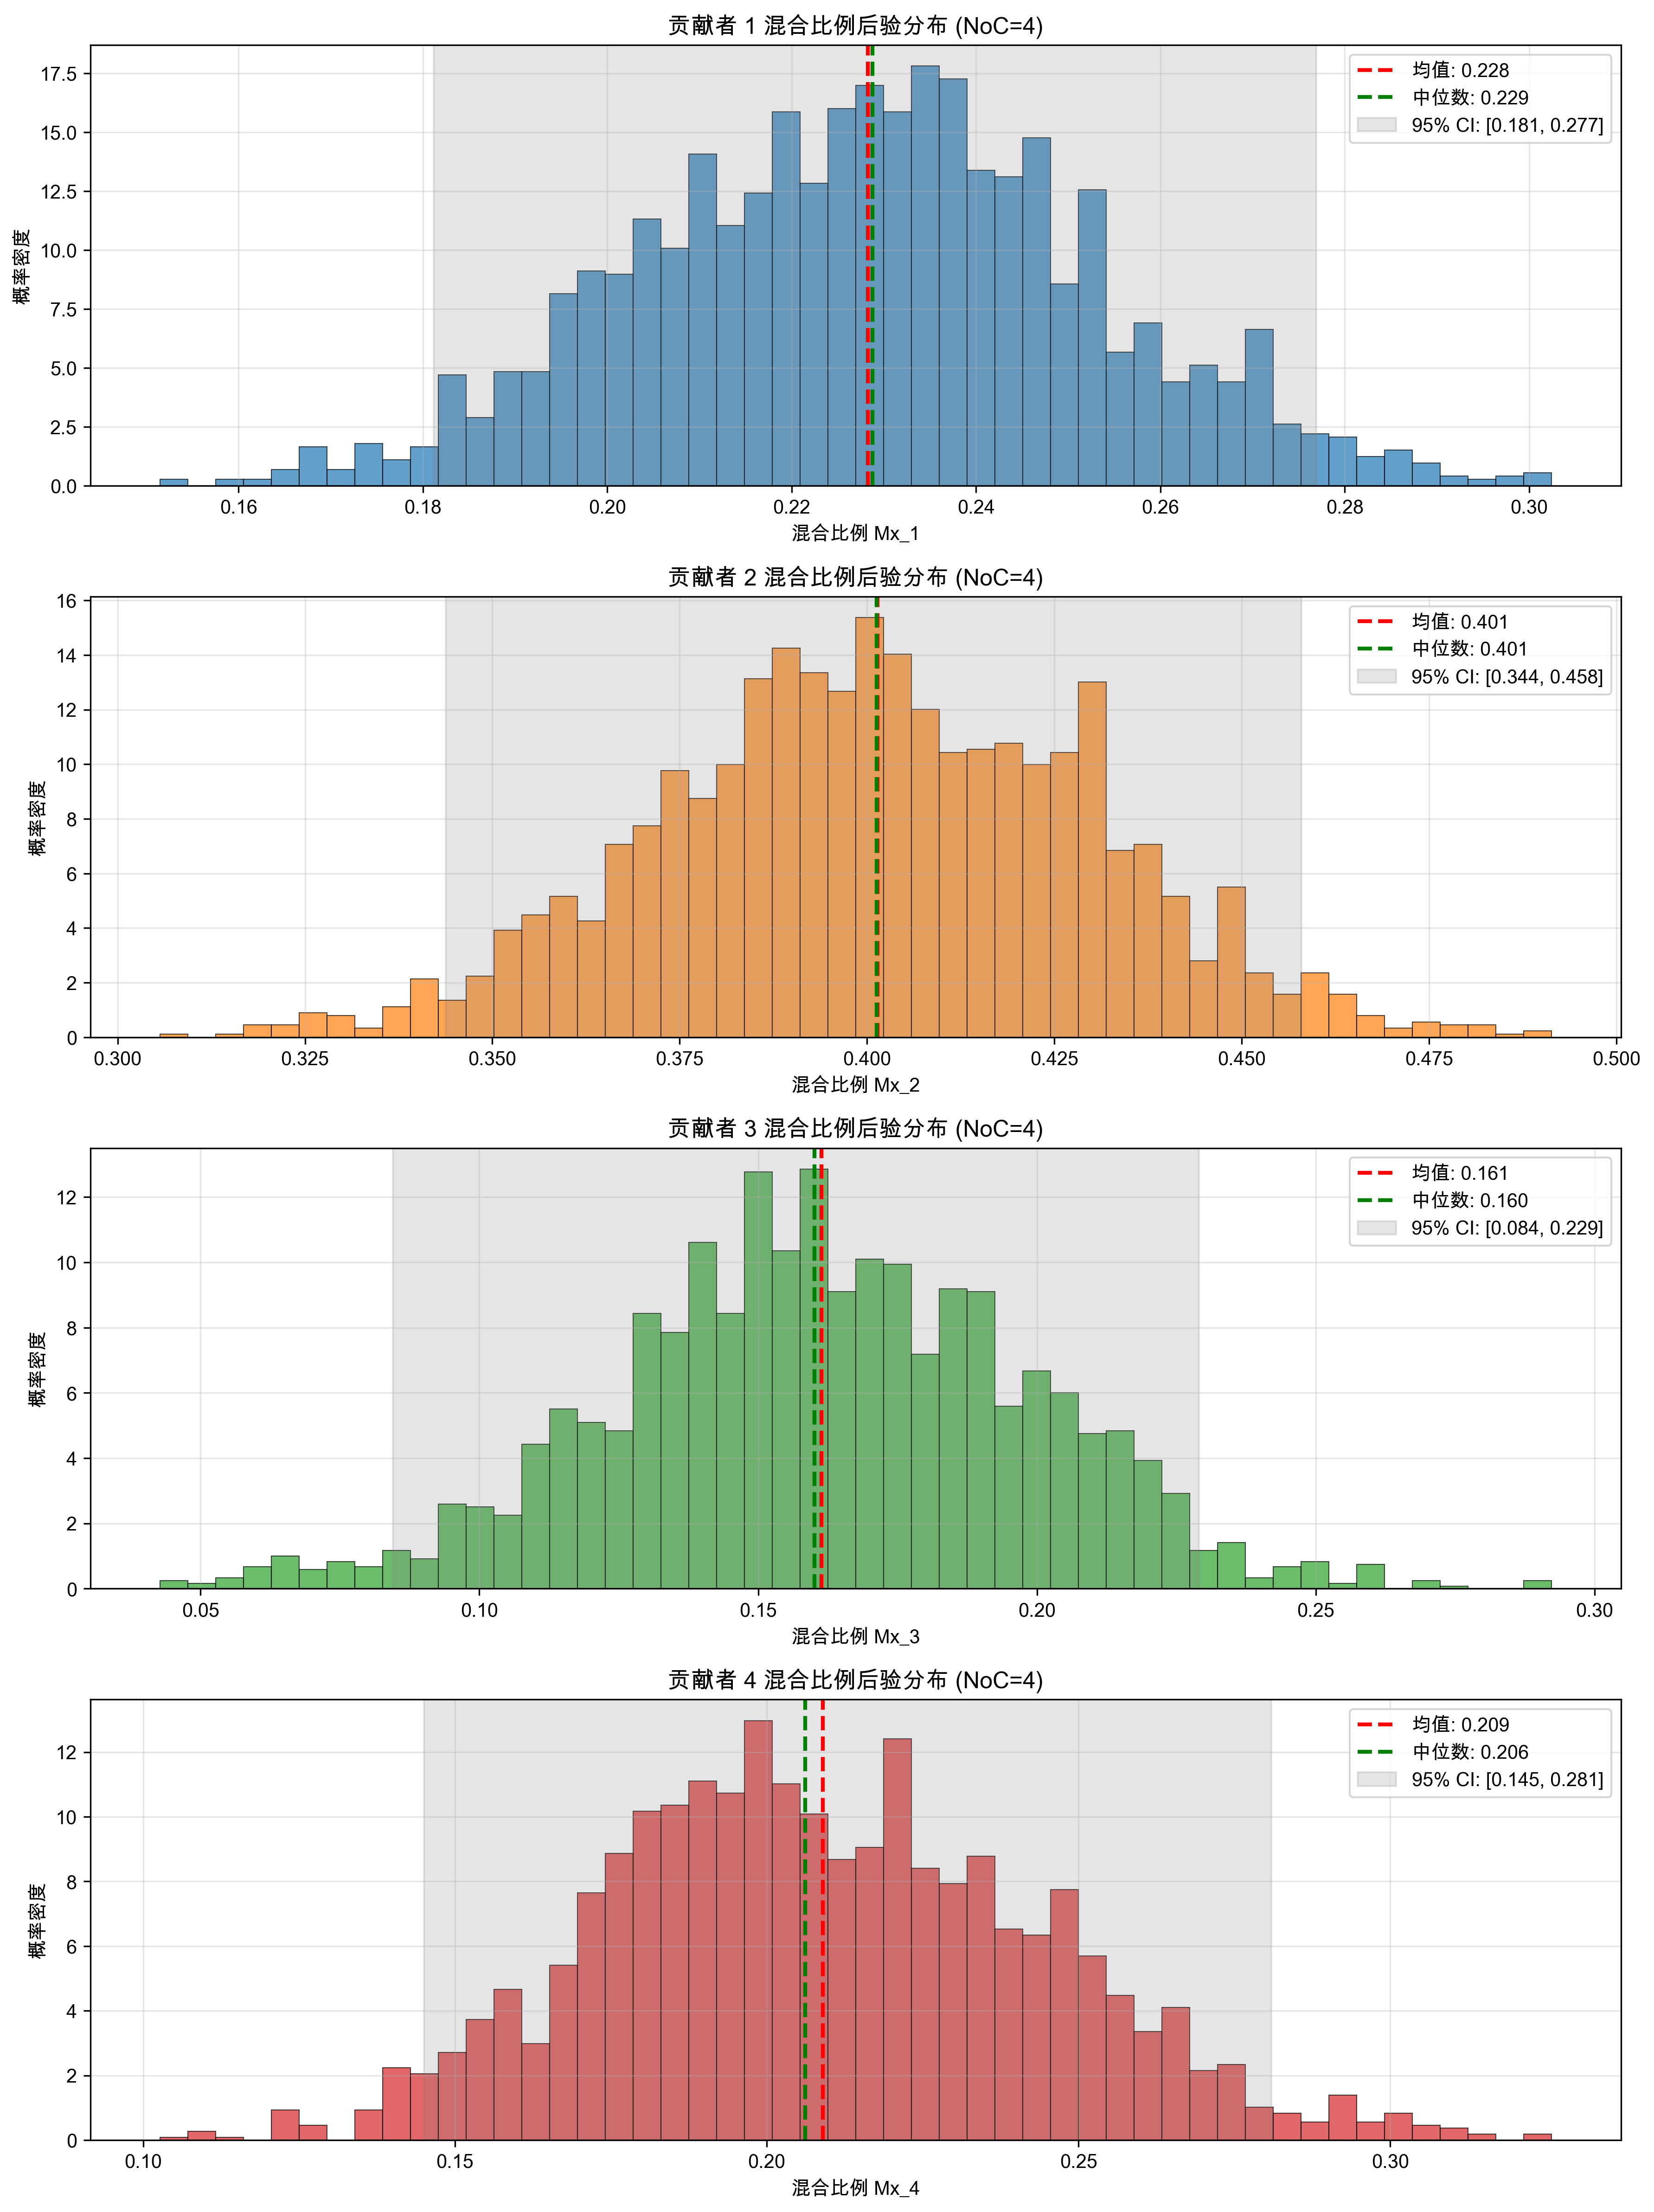 贡献者 1 混合比例后验分布 (NoC=4)
概率密度
17.5
15.0
12.5
10.0
7.5
5.0
2.5
0.0
均值: 0.228
中位数: 0.229
95% CI: [0.181, 0.277]
0.16 0.18 0.20 0.22 0.24 0.26 0.28 0.30
混合比例 Mx_1
贡献者 2 混合比例后验分布 (NoC=4)
概率密度
16
14
12
10
8
6
4
2
0
均值: 0.401
中位数: 0.401
95% CI: [0.344, 0.458]
0.300 0.325 0.350 0.375 0.400 0.425 0.450 0.475 0.500
混合比例 Mx_2
贡献者 3 混合比例后验分布 (NoC=4)
概率密度
12
10
8
6
4
2
0
均值: 0.161
中位数: 0.160
95% CI: [0.084, 0.229]
0.05 0.10 0.15 0.20 0.25 0.30
混合比例 Mx_3
贡献者 4 混合比例后验分布 (NoC=4)
概率密度
12
10
8
6
4
2
0
均值: 0.209
中位数: 0.206
95% CI: [0.145, 0.281]
0.10 0.15 0.20 0.25 0.30
混合比例 Mx_4